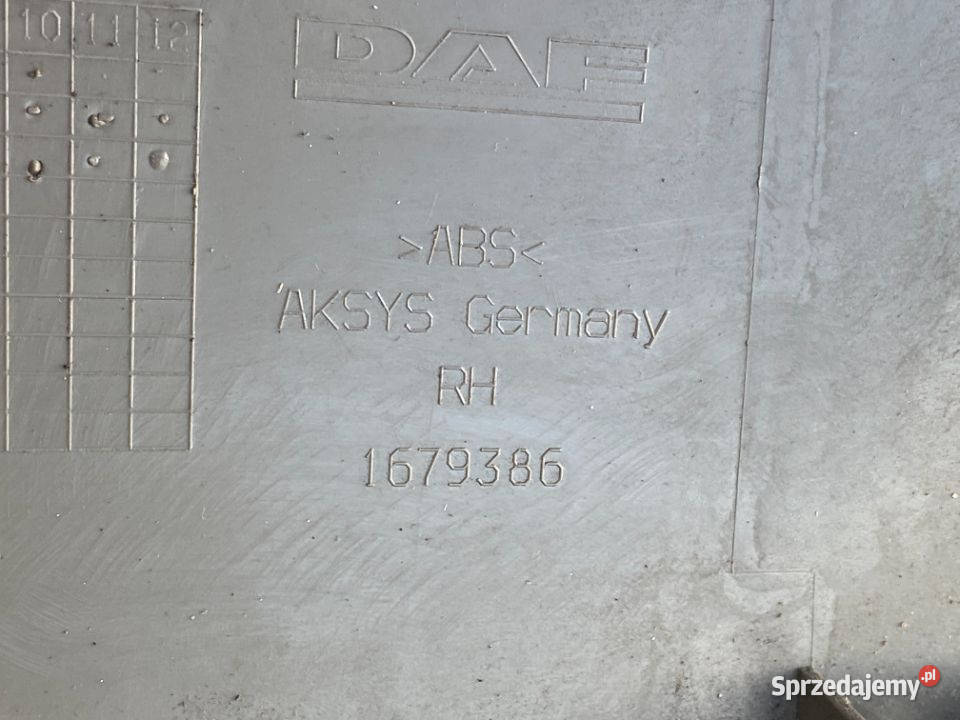 10 11 12
DAF
>ABS<
'AKSYS Germany
RH
1679386
Sprzedajemy.pl